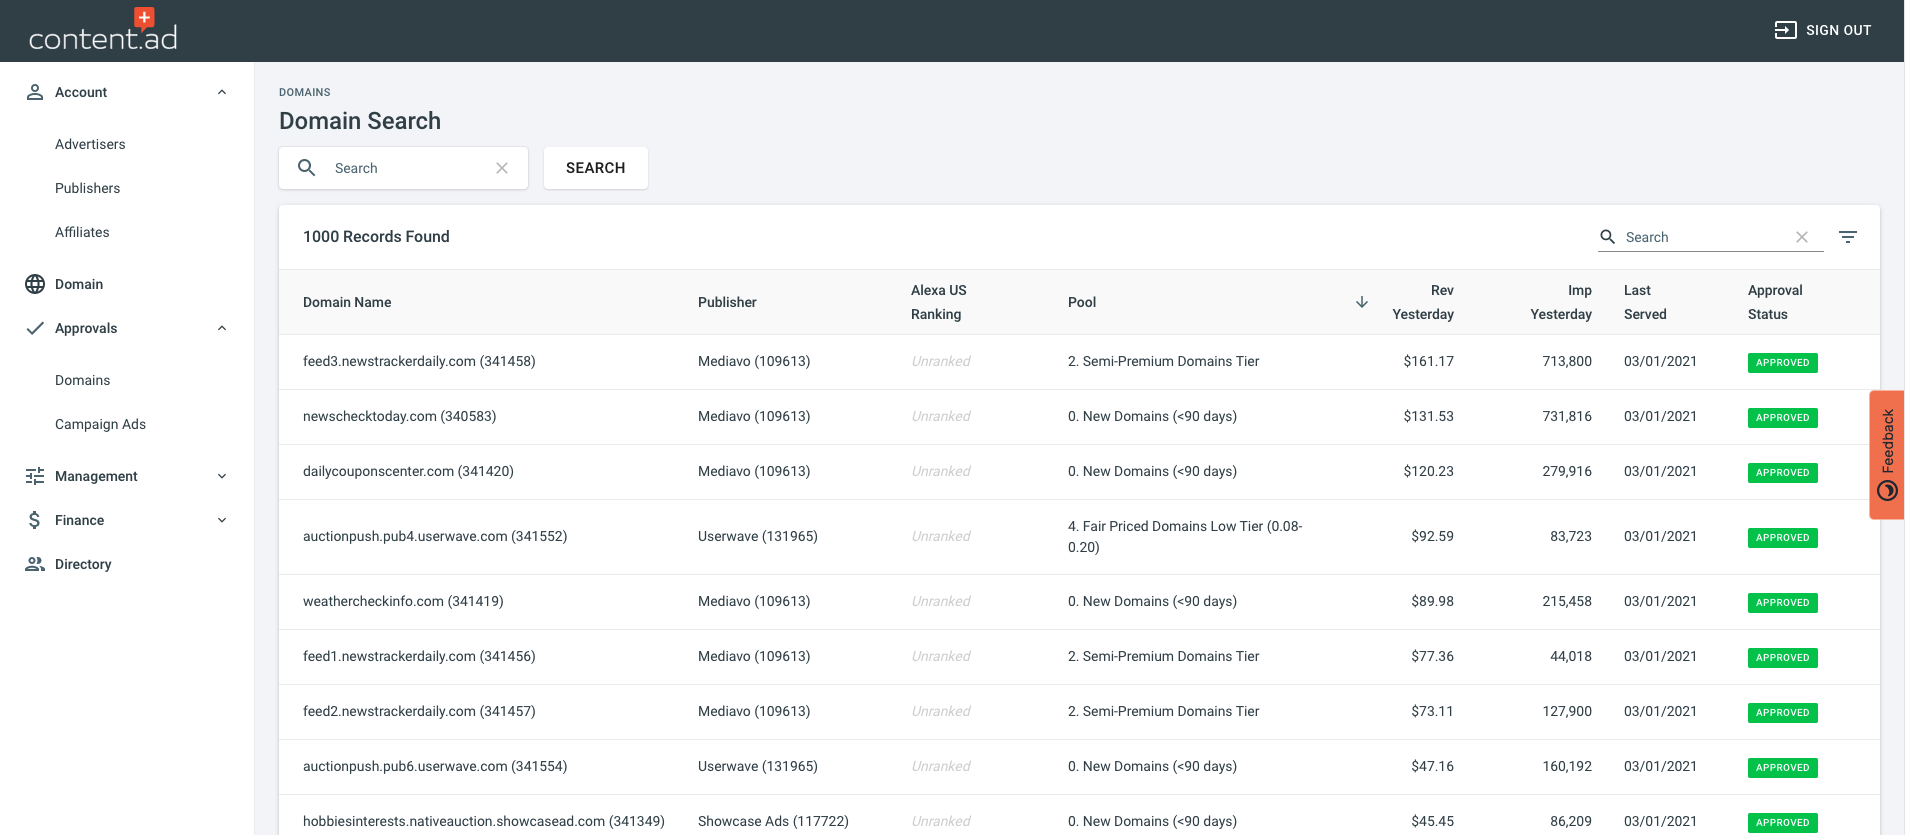 content.ad
SIGN OUT
Account
Advertisers
Publishers
Affiliates
Domain
Approvals
Domains
Campaign Ads
Management
Finance
Directory
DOMAINS
Domain Search
Search
SEARCH
1000 Records Found
Search
Domain Name Publisher Alexa US Ranking Pool Rev Yesterday Imp Yesterday Last Served Approval Status
feed3.newstrackerdaily.com (341458) Mediavo (109613) Unranked 2. Semi-Premium Domains Tier $161.17 713,800 03/01/2021 APPROVED
newschecktoday.com (340583) Mediavo (109613) Unranked 0. New Domains (<90 days) $131.53 731,816 03/01/2021 APPROVED
dailycouponscenter.com (341420) Mediavo (109613) Unranked 0. New Domains (<90 days) $120.23 279,916 03/01/2021 APPROVED
auctionpush.pub4.userwave.com (341552) Userwave (131965) Unranked 4. Fair Priced Domains Low Tier (0.08-0.20) $92.59 83,723 03/01/2021 APPROVED
weathercheckinfo.com (341419) Mediavo (109613) Unranked 0. New Domains (<90 days) $89.98 215,458 03/01/2021 APPROVED
feed1.newstrackerdaily.com (341456) Mediavo (109613) Unranked 2. Semi-Premium Domains Tier $77.36 44,018 03/01/2021 APPROVED
feed2.newstrackerdaily.com (341457) Mediavo (109613) Unranked 2. Semi-Premium Domains Tier $73.11 127,900 03/01/2021 APPROVED
auctionpush.pub6.userwave.com (341554) Userwave (131965) Unranked 0. New Domains (<90 days) $47.16 160,192 03/01/2021 APPROVED
hobbiesinterests.nativeauction.showcasead.com (341349) Showcase Ads (117722) Unranked 0. New Domains (<90 days) $45.45 86,209 03/01/2021 APPROVED
Feedback